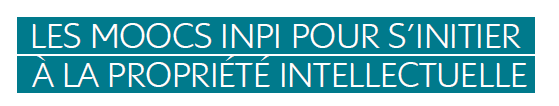 LES MOOCS INPI POUR S'INITIER
À LA PROPRIÉTÉ INTELLECTUELLE